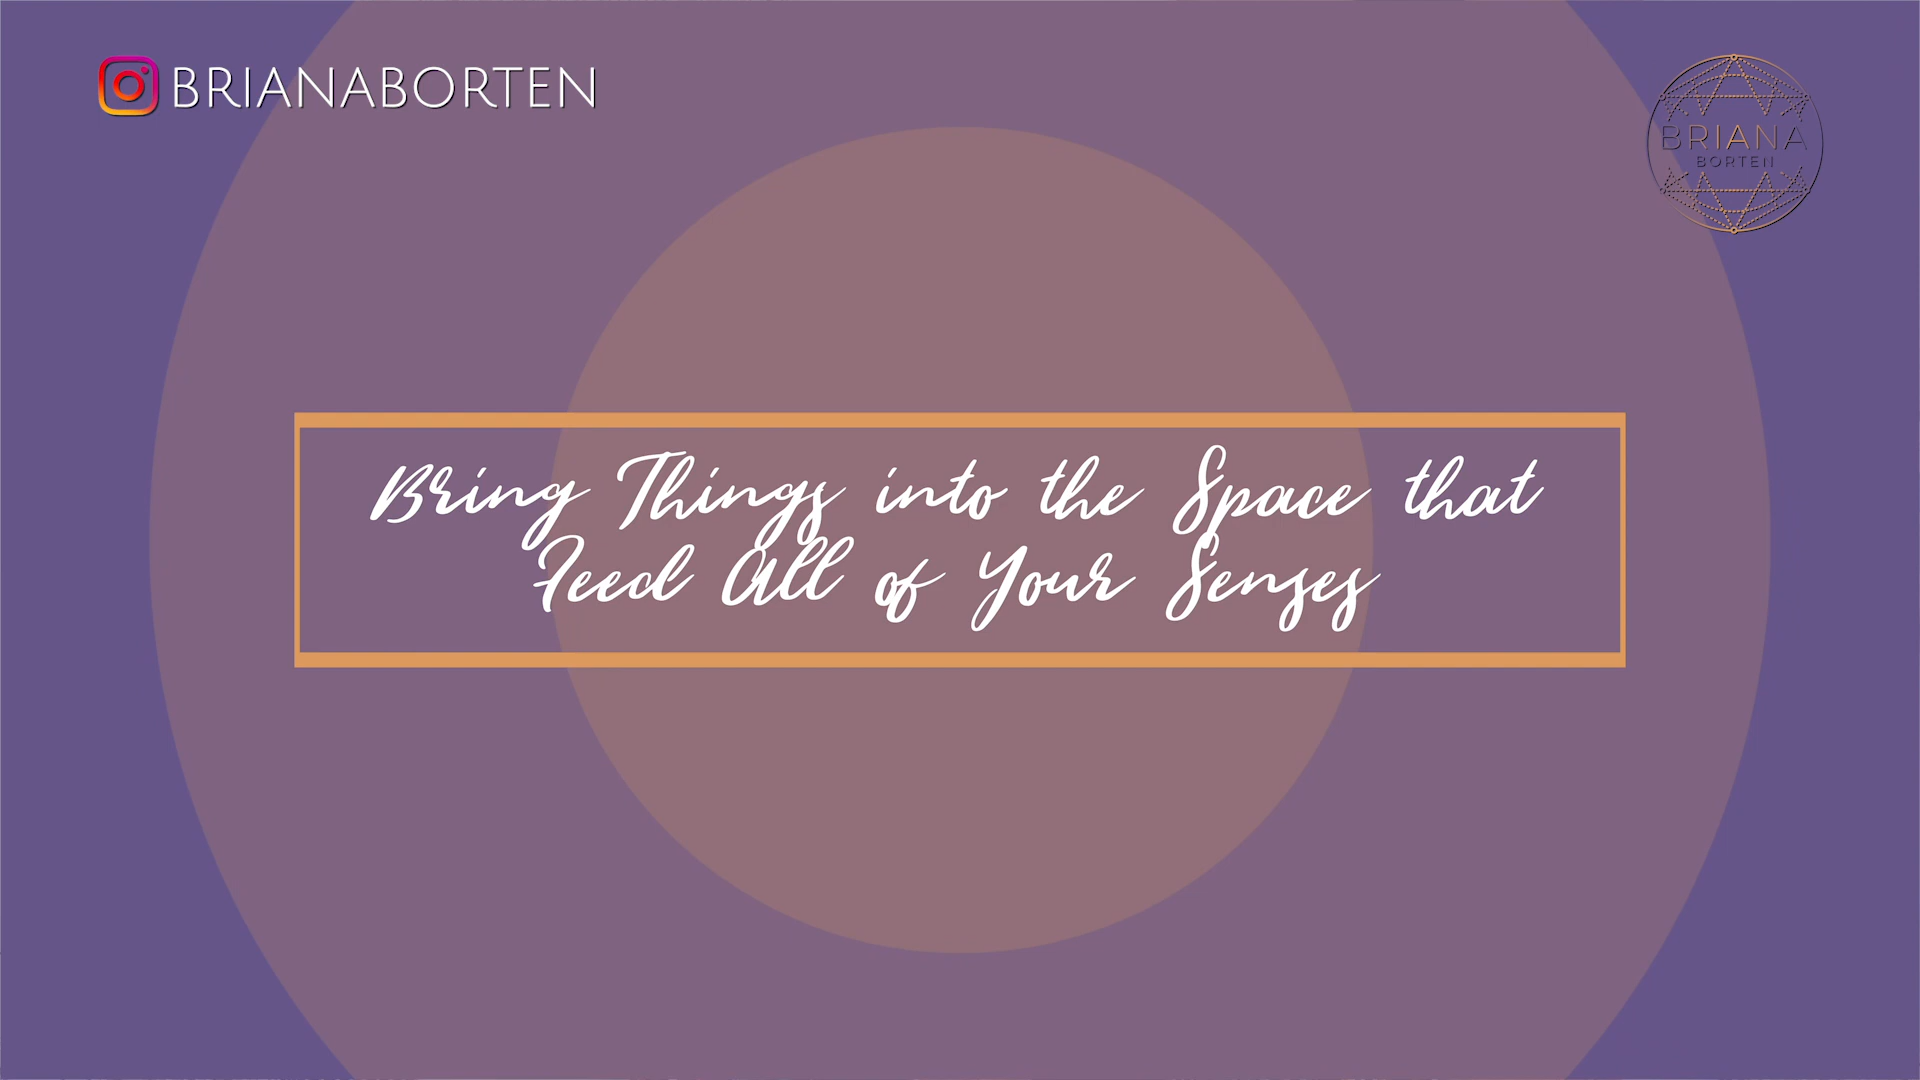 BRIANABORTEN
BRIANA
BORTEN
Bring Things into the Space that
Feed All of Your Senses